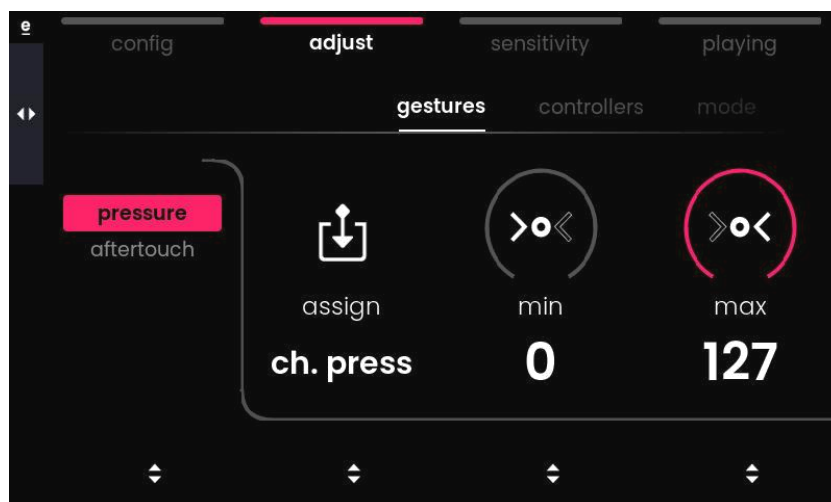 e
config adjust sensitivity playing
gestures controllers mode
pressure
aftertouch
assign min max
ch. press 0 127